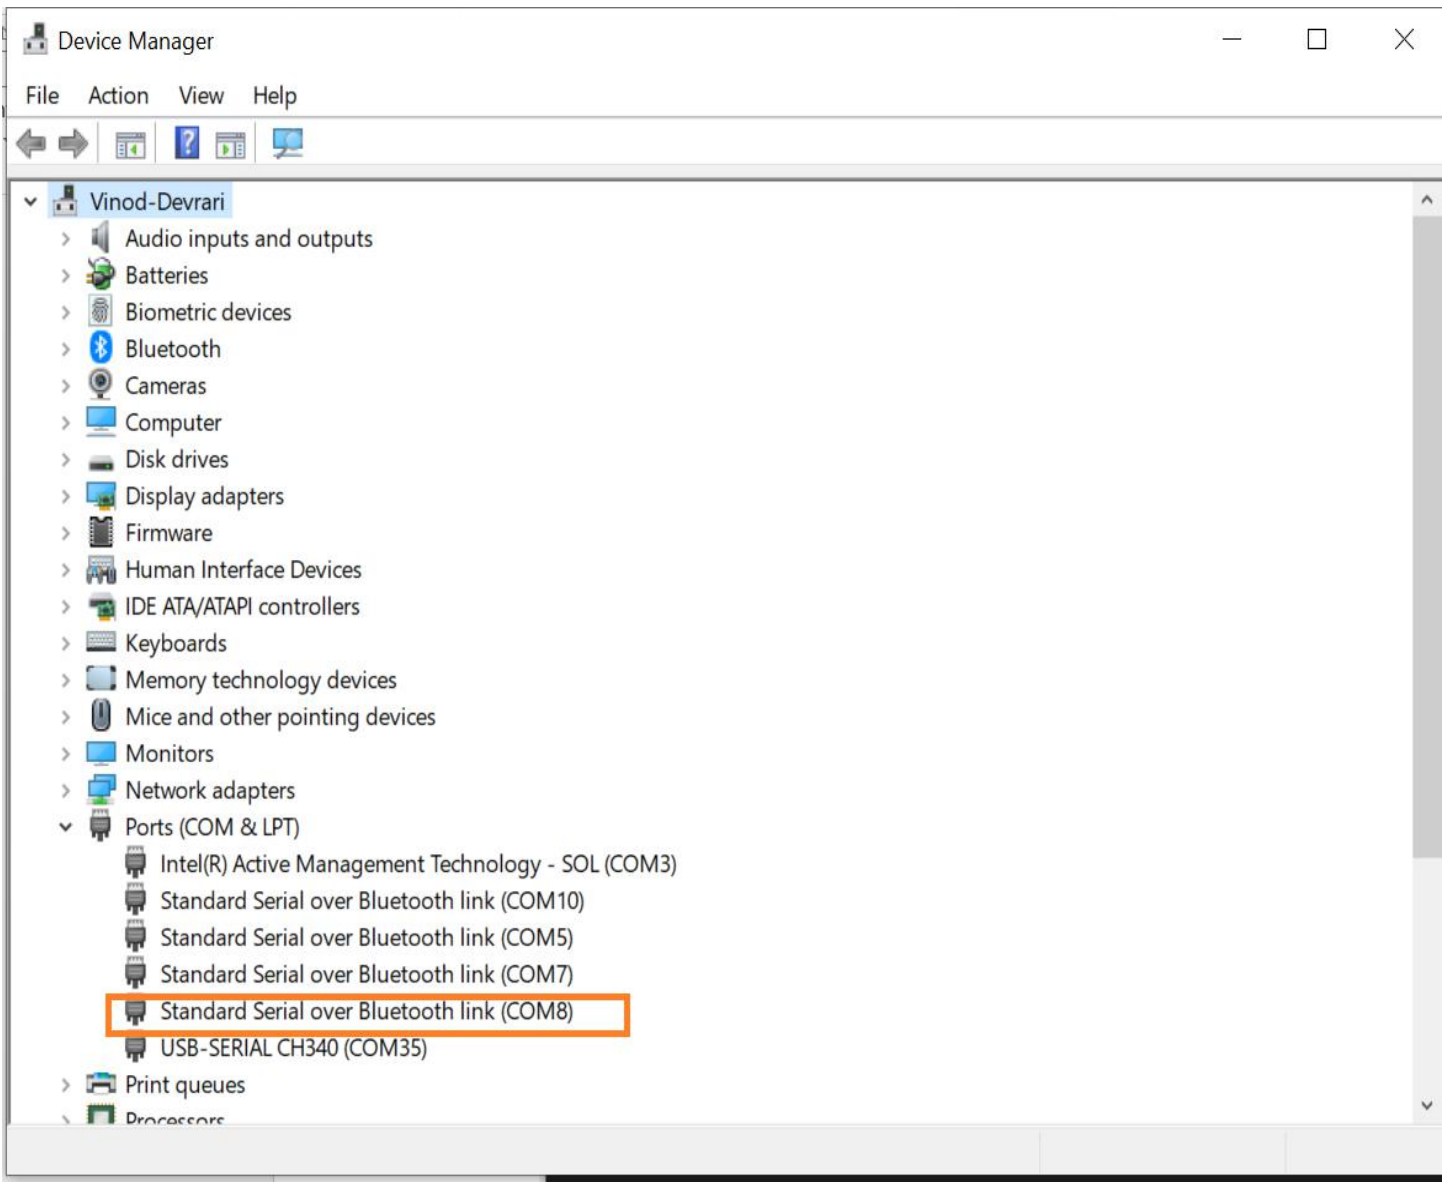 Device Manager
File Action View Help
Vinod-Devrari
Audio inputs and outputs
Batteries
Biometric devices
Bluetooth
Cameras
Computer
Disk drives
Display adapters
Firmware
Human Interface Devices
IDE ATA/ATAPI controllers
Keyboards
Memory technology devices
Mice and other pointing devices
Monitors
Network adapters
Ports (COM & LPT)
Intel(R) Active Management Technology - SOL (COM3)
Standard Serial over Bluetooth link (COM10)
Standard Serial over Bluetooth link (COM5)
Standard Serial over Bluetooth link (COM7)
Standard Serial over Bluetooth link (COM8)
USB-SERIAL CH340 (COM35)
Print queues
Processors